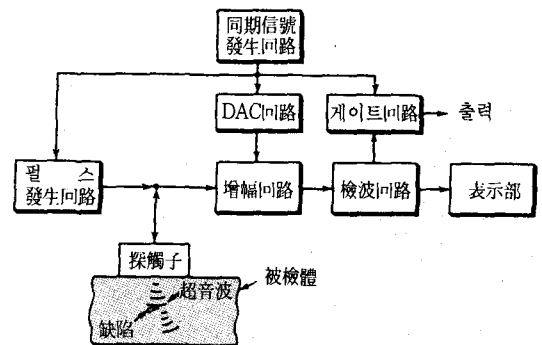 同期信號
發生回路
DAC回路
게이트回路
출력
펄 스
發生回路
增幅回路
檢波回路
表示部
探觸子
超音波
被檢體
缺陷